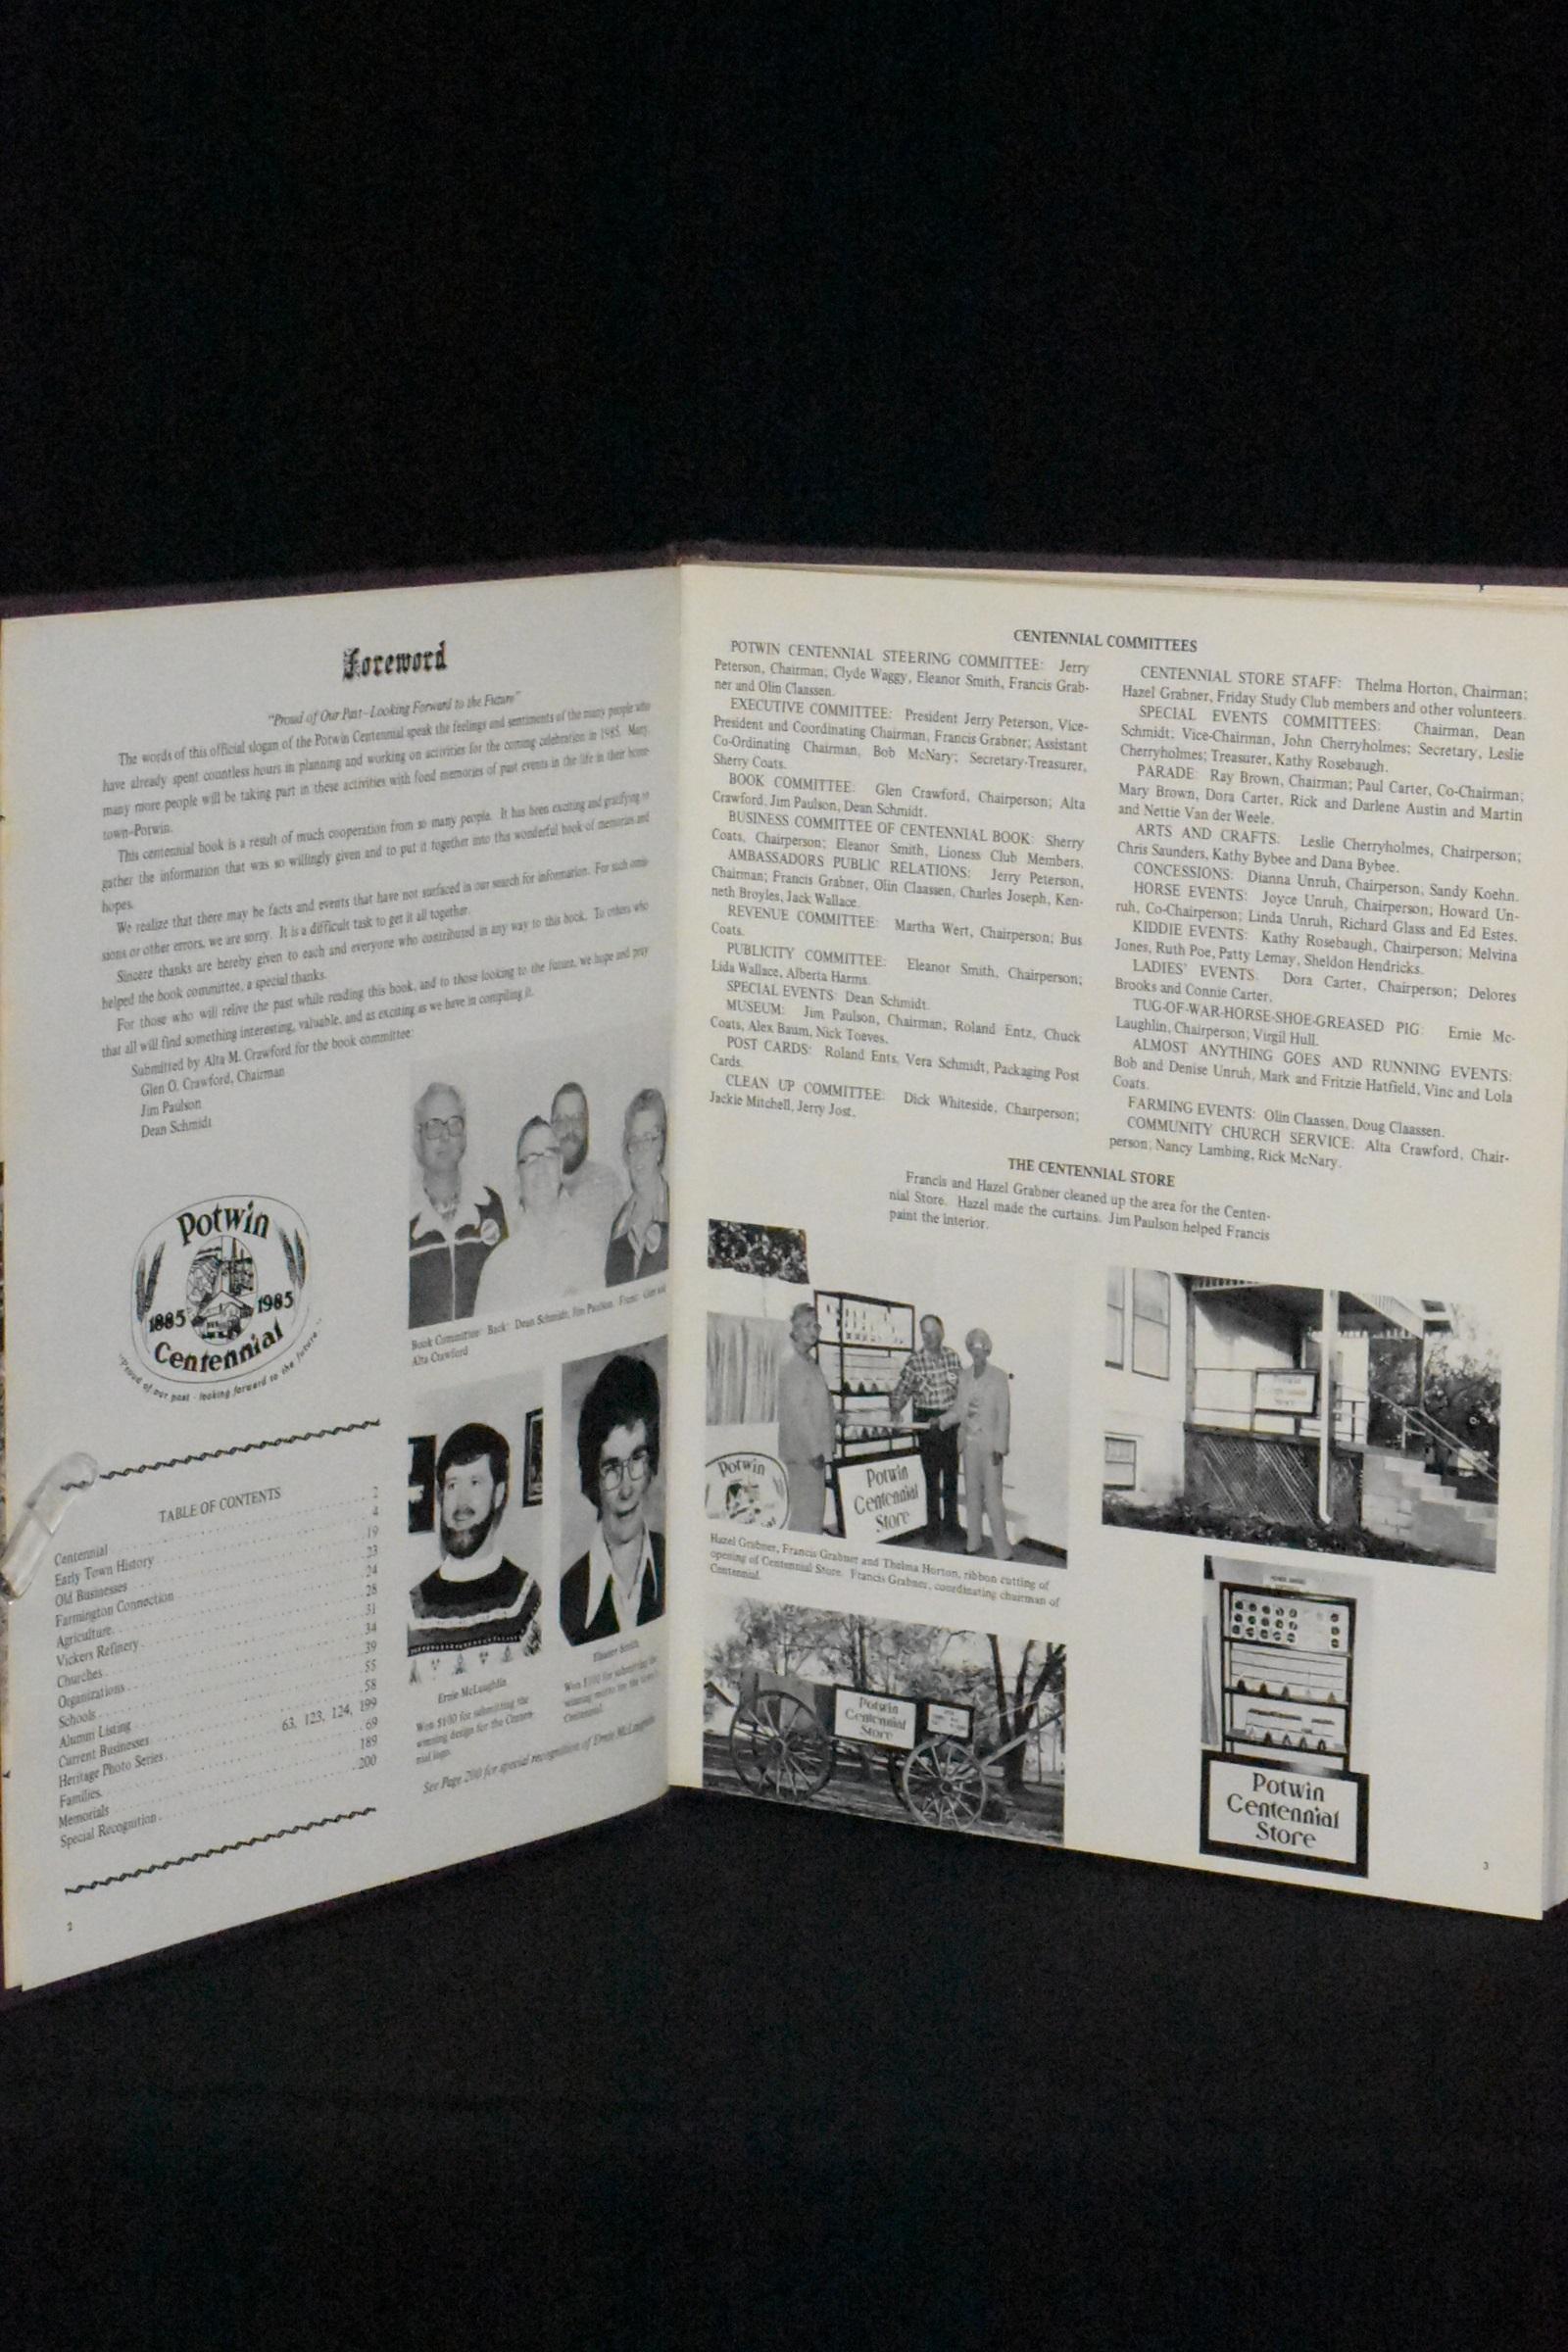 Foreword
"Proud of Our Past–Looking Forward to the Future"
The words of this official slogan of the Potwin Centennial speak the feelings and sentiments of the many people who
have already spent countless hours in planning and working on activities for the coming celebration in 1985. Many,
many more people will be taking part in these activities with fond memories of past events in the life in their home-
town–Potwin.
This centennial book is a result of much cooperation from so many people. It has been exciting and gratifying to
gather the information that was so willingly given and to put it together into this wonderful book of memories and
hopes.
We realize that there may be facts and events that have not surfaced in our search for information. For such omis-
sions or other errors, we are sorry. It is a difficult task to get it all together.
Sincere thanks are hereby given to each and everyone who contributed in any way to this book. To others who
helped the book committee, a special thanks.
For those who will relive the past while reading this book, and to those looking to the future, we hope and pray
that all will find something interesting, valuable, and as exciting as we have in compiling it.
Submitted by Alta M. Crawford for the book committee:
Glen O. Crawford, Chairman
Jim Paulson
Dean Schmidt
Potwin
1885 1985
Centennial
"proud of our past - looking forward to the future"
Book Committee: Back: Dean Schmidt, Jim Paulson. Front:
Alta Crawford
TABLE OF CONTENTS
Centennial 2
Early Town History 4
Old Businesses 19
Farmington Connection 23
Agriculture 24
Vickers Refinery 28
Churches 31
Organizations 34
Schools 39
Alumni Listing 55
Current Businesses 58
Heritage Photo Series 63, 123, 124, 199
Families 69
Memorials 189
Special Recognition 200
Ernie McLaughlin
Won $100 for submitting the
winning design for the Centen-
nial logo.
Eleanor Smith
Won $100 for submitting the
winning motto for the town's
Centennial.
See Page 200 for special recognition of Ernie McLaughlin
2
CENTENNIAL COMMITTEES
POTWIN CENTENNIAL STEERING COMMITTEE: Jerry
Peterson, Chairman, Clyde Waggy, Eleanor Smith, Francis Grab-
ner and Olin Claassen.
EXECUTIVE COMMITTEE: President Jerry Peterson, Vice-
President and Coordinating Chairman, Francis Grabner; Assistant
Co-Ordinating Chairman, Bob McNary; Secretary-Treasurer,
Sherry Coats.
BOOK COMMITTEE: Glen Crawford, Chairperson; Alta
Crawford, Jim Paulson, Dean Schmidt.
BUSINESS COMMITTEE OF CENTENNIAL BOOK: Sherry
Coats, Chairperson; Eleanor Smith, Lioness Club Members.
AMBASSADORS PUBLIC RELATIONS: Jerry Peterson,
Chairman; Francis Grabner, Olin Claassen, Charles Joseph, Ken-
neth Broyles, Jack Wallace.
REVENUE COMMITTEE: Martha Wert, Chairperson; Bus
Coats.
PUBLICITY COMMITTEE: Eleanor Smith, Chairperson;
Lida Wallace, Alberta Harms.
SPECIAL EVENTS: Dean Schmidt.
MUSEUM: Jim Paulson, Chairman, Roland Entz, Chuck
Coats, Alex Baum, Nick Toeves.
POST CARDS: Roland Ents, Vera Schmidt, Packaging Post
Cards.
CLEAN UP COMMITTEE: Dick Whiteside, Chairperson;
Jackie Mitchell, Jerry Jost.
CENTENNIAL STORE STAFF: Thelma Horton, Chairman;
Hazel Grabner, Friday Study Club members and other volunteers.
SPECIAL EVENTS COMMITTEES: Chairman, Dean
Schmidt; Vice-Chairman, John Cherryholmes; Secretary, Leslie
Cherryholmes; Treasurer, Kathy Rosebaugh.
PARADE: Ray Brown, Chairman; Paul Carter, Co-Chairman;
Mary Brown, Dora Carter, Rick and Darlene Austin and Martin
and Nettie Van der Weele.
ARTS AND CRAFTS: Leslie Cherryholmes, Chairperson;
Chris Saunders, Kathy Bybee and Dana Bybee.
CONCESSIONS: Dianna Unruh, Chairperson; Sandy Koehn.
HORSE EVENTS: Joyce Unruh, Chairperson; Howard Un-
ruh, Co-Chairperson; Linda Unruh, Richard Glass and Ed Estes.
KIDDIE EVENTS: Kathy Rosebaugh, Chairperson; Melvina
Jones, Ruth Poe, Patty Lemay, Sheldon Hendricks.
LADIES' EVENTS: Dora Carter, Chairperson; Delores
Brooks and Connie Carter.
TUG-OF-WAR-HORSE-SHOE-GREASED PIG: Ernie Mc-
Laughlin, Chairperson; Virgil Hull.
ALMOST ANYTHING GOES AND RUNNING EVENTS:
Bob and Denise Unruh, Mark and Fritzie Hatfield, Vinc and Lola
Coats.
FARMING EVENTS: Olin Claassen, Doug Claassen.
COMMUNITY CHURCH SERVICE: Alta Crawford, Chair-
person; Nancy Lambing, Rick McNary.
THE CENTENNIAL STORE
Francis and Hazel Grabner cleaned up the area for the Centen-
nial Store. Hazel made the curtains. Jim Paulson helped Francis
paint the interior.
Potwin
Potwin
Centennial
Store
Hazel Grabner, Francis Grabner and Thelma Horton, ribbon cutting of
opening of Centennial Store. Francis Grabner, coordinating chairman of
Centennial.
Potwin
Centennial
Store
Potwin
Centennial
Store
3